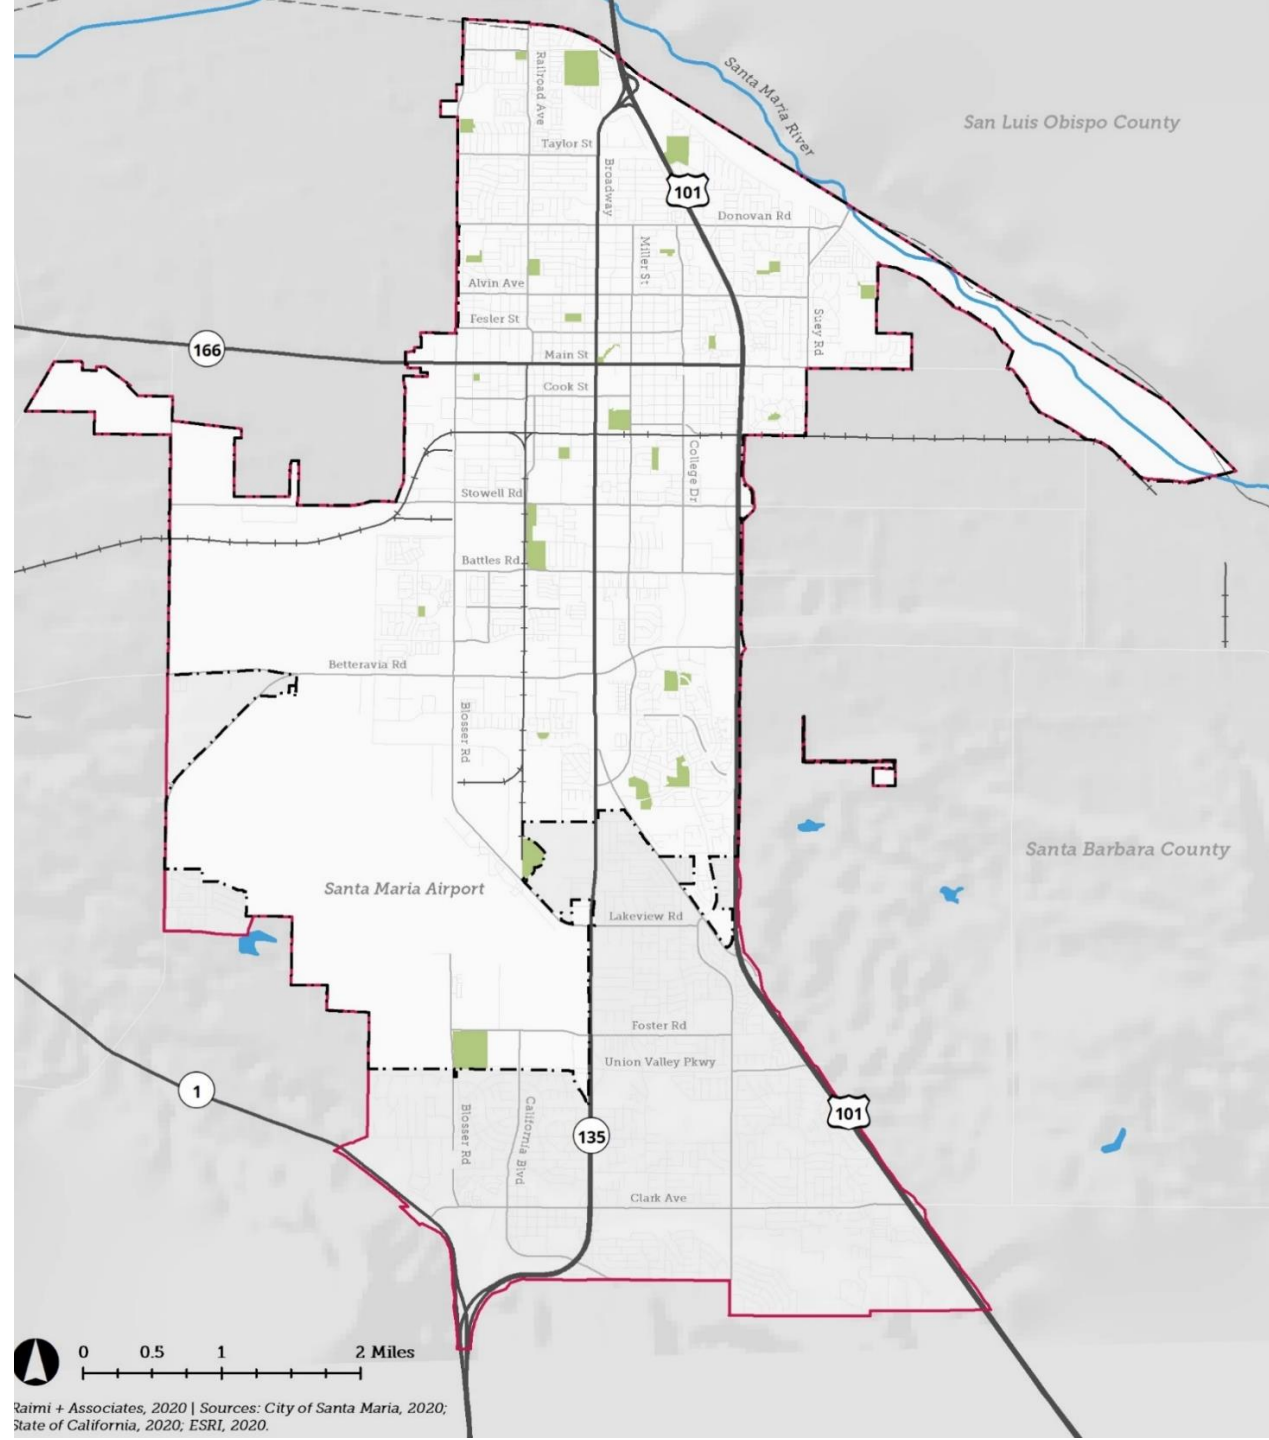 Santa Maria River
San Luis Obispo County
Railroad Ave
Taylor St
Broadway
101
Donovan Rd
Miller St
Alvin Ave
Fesler St
Suey Rd
166
Main St
Cook St
College Dr
Stowell Rd
Battles Rd
Betteravia Rd
Blosser Rd
Santa Barbara County
Santa Maria Airport
Lakeview Rd
Foster Rd
Union Valley Pkwy
1
101
Blosser Rd
California Blvd
135
Clark Ave
0 0.5 1 2 Miles
Raimi + Associates, 2020 | Sources: City of Santa Maria, 2020;
State of California, 2020; ESRI, 2020.